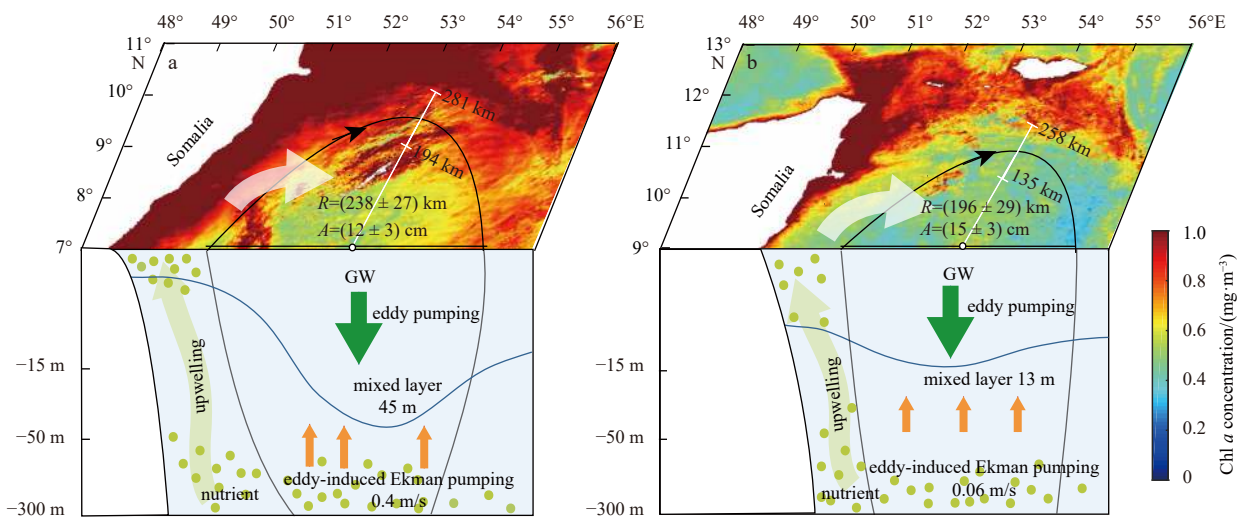 48° 49° 50° 51° 52° 53° 54° 55° 56°E
11°
N
a
10°
9°
8°
7°
Somalia
281 km
194 km
R=(238 ± 27) km
A=(12 ± 3) cm
GW
eddy pumping
upwelling
mixed layer
45 m
eddy-induced Ekman pumping
0.4 m/s
nutrient
−15 m
−50 m
−300 m
48° 49° 50° 51° 52° 53° 54° 55° 56°E
13°
N
b
12°
11°
10°
9°
Somalia
258 km
135 km
R=(196 ± 29) km
A=(15 ± 3) cm
GW
eddy pumping
upwelling
mixed layer 13 m
eddy-induced Ekman pumping
0.06 m/s
nutrient
−15 m
−50 m
−300 m
1.0
0.8
0.6
0.4
0.2
0
Chl a concentration/(mg·m⁻³)